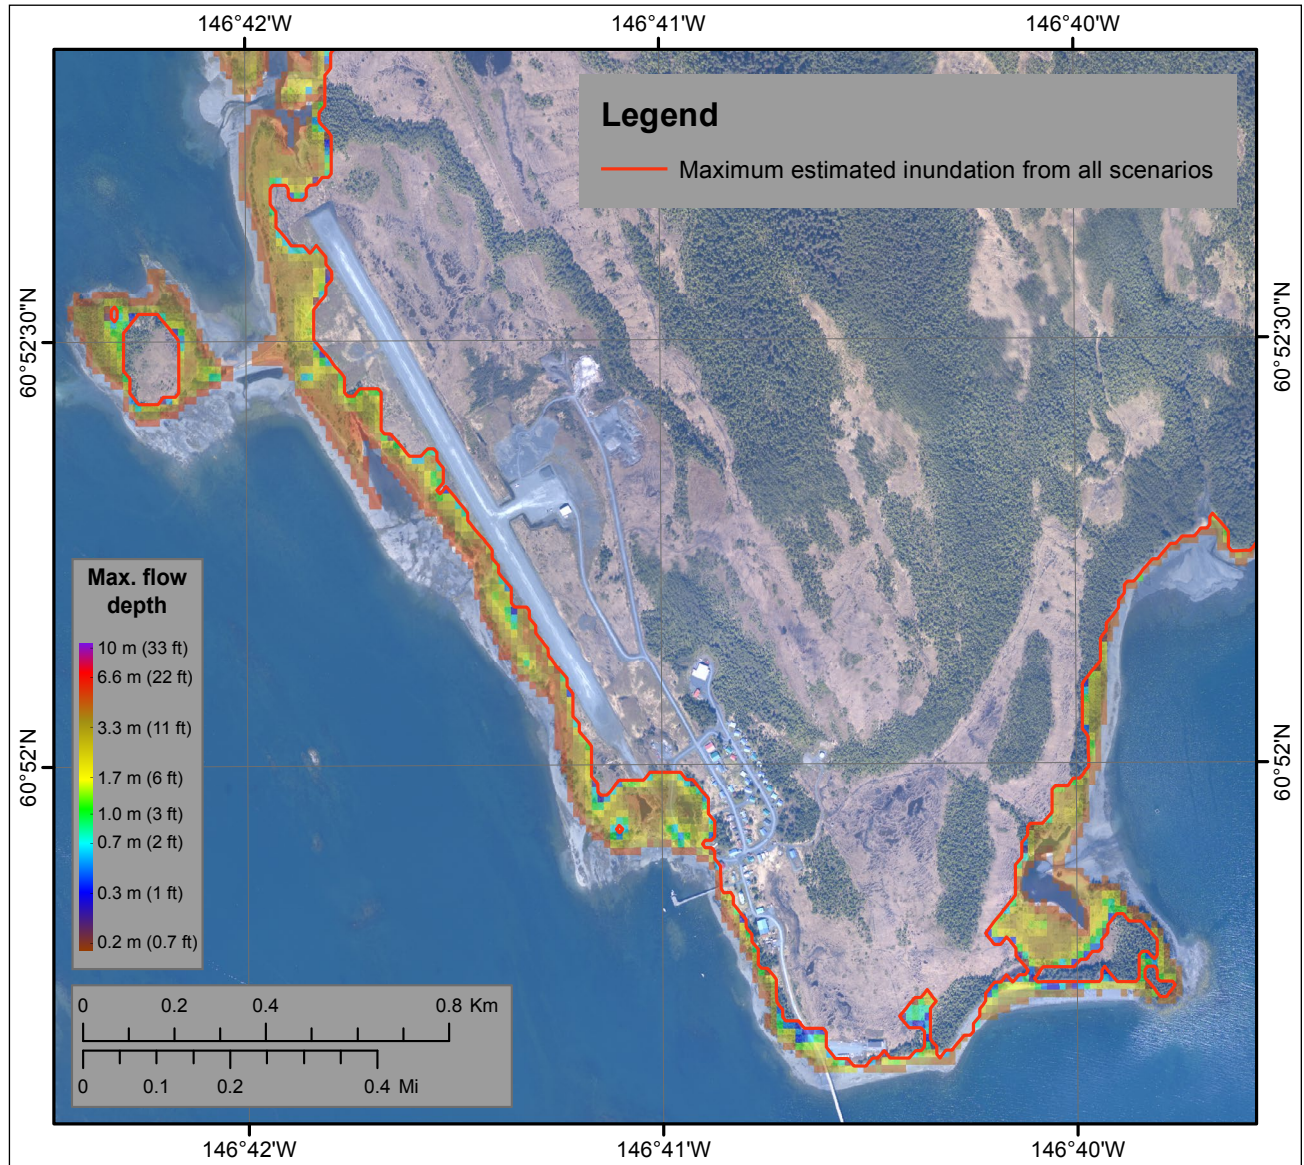 146°42'W
146°41'W
146°40'W
Legend
Maximum estimated inundation from all scenarios
60°52'30"N
60°52'30"N
Max. flow
depth
10 m (33 ft)
6.6 m (22 ft)
3.3 m (11 ft)
1.7 m (6 ft)
1.0 m (3 ft)
0.7 m (2 ft)
0.3 m (1 ft)
0.2 m (0.7 ft)
60°52'N
60°52'N
0 0.2 0.4 0.8 Km
0 0.1 0.2 0.4 Mi
146°42'W
146°41'W
146°40'W